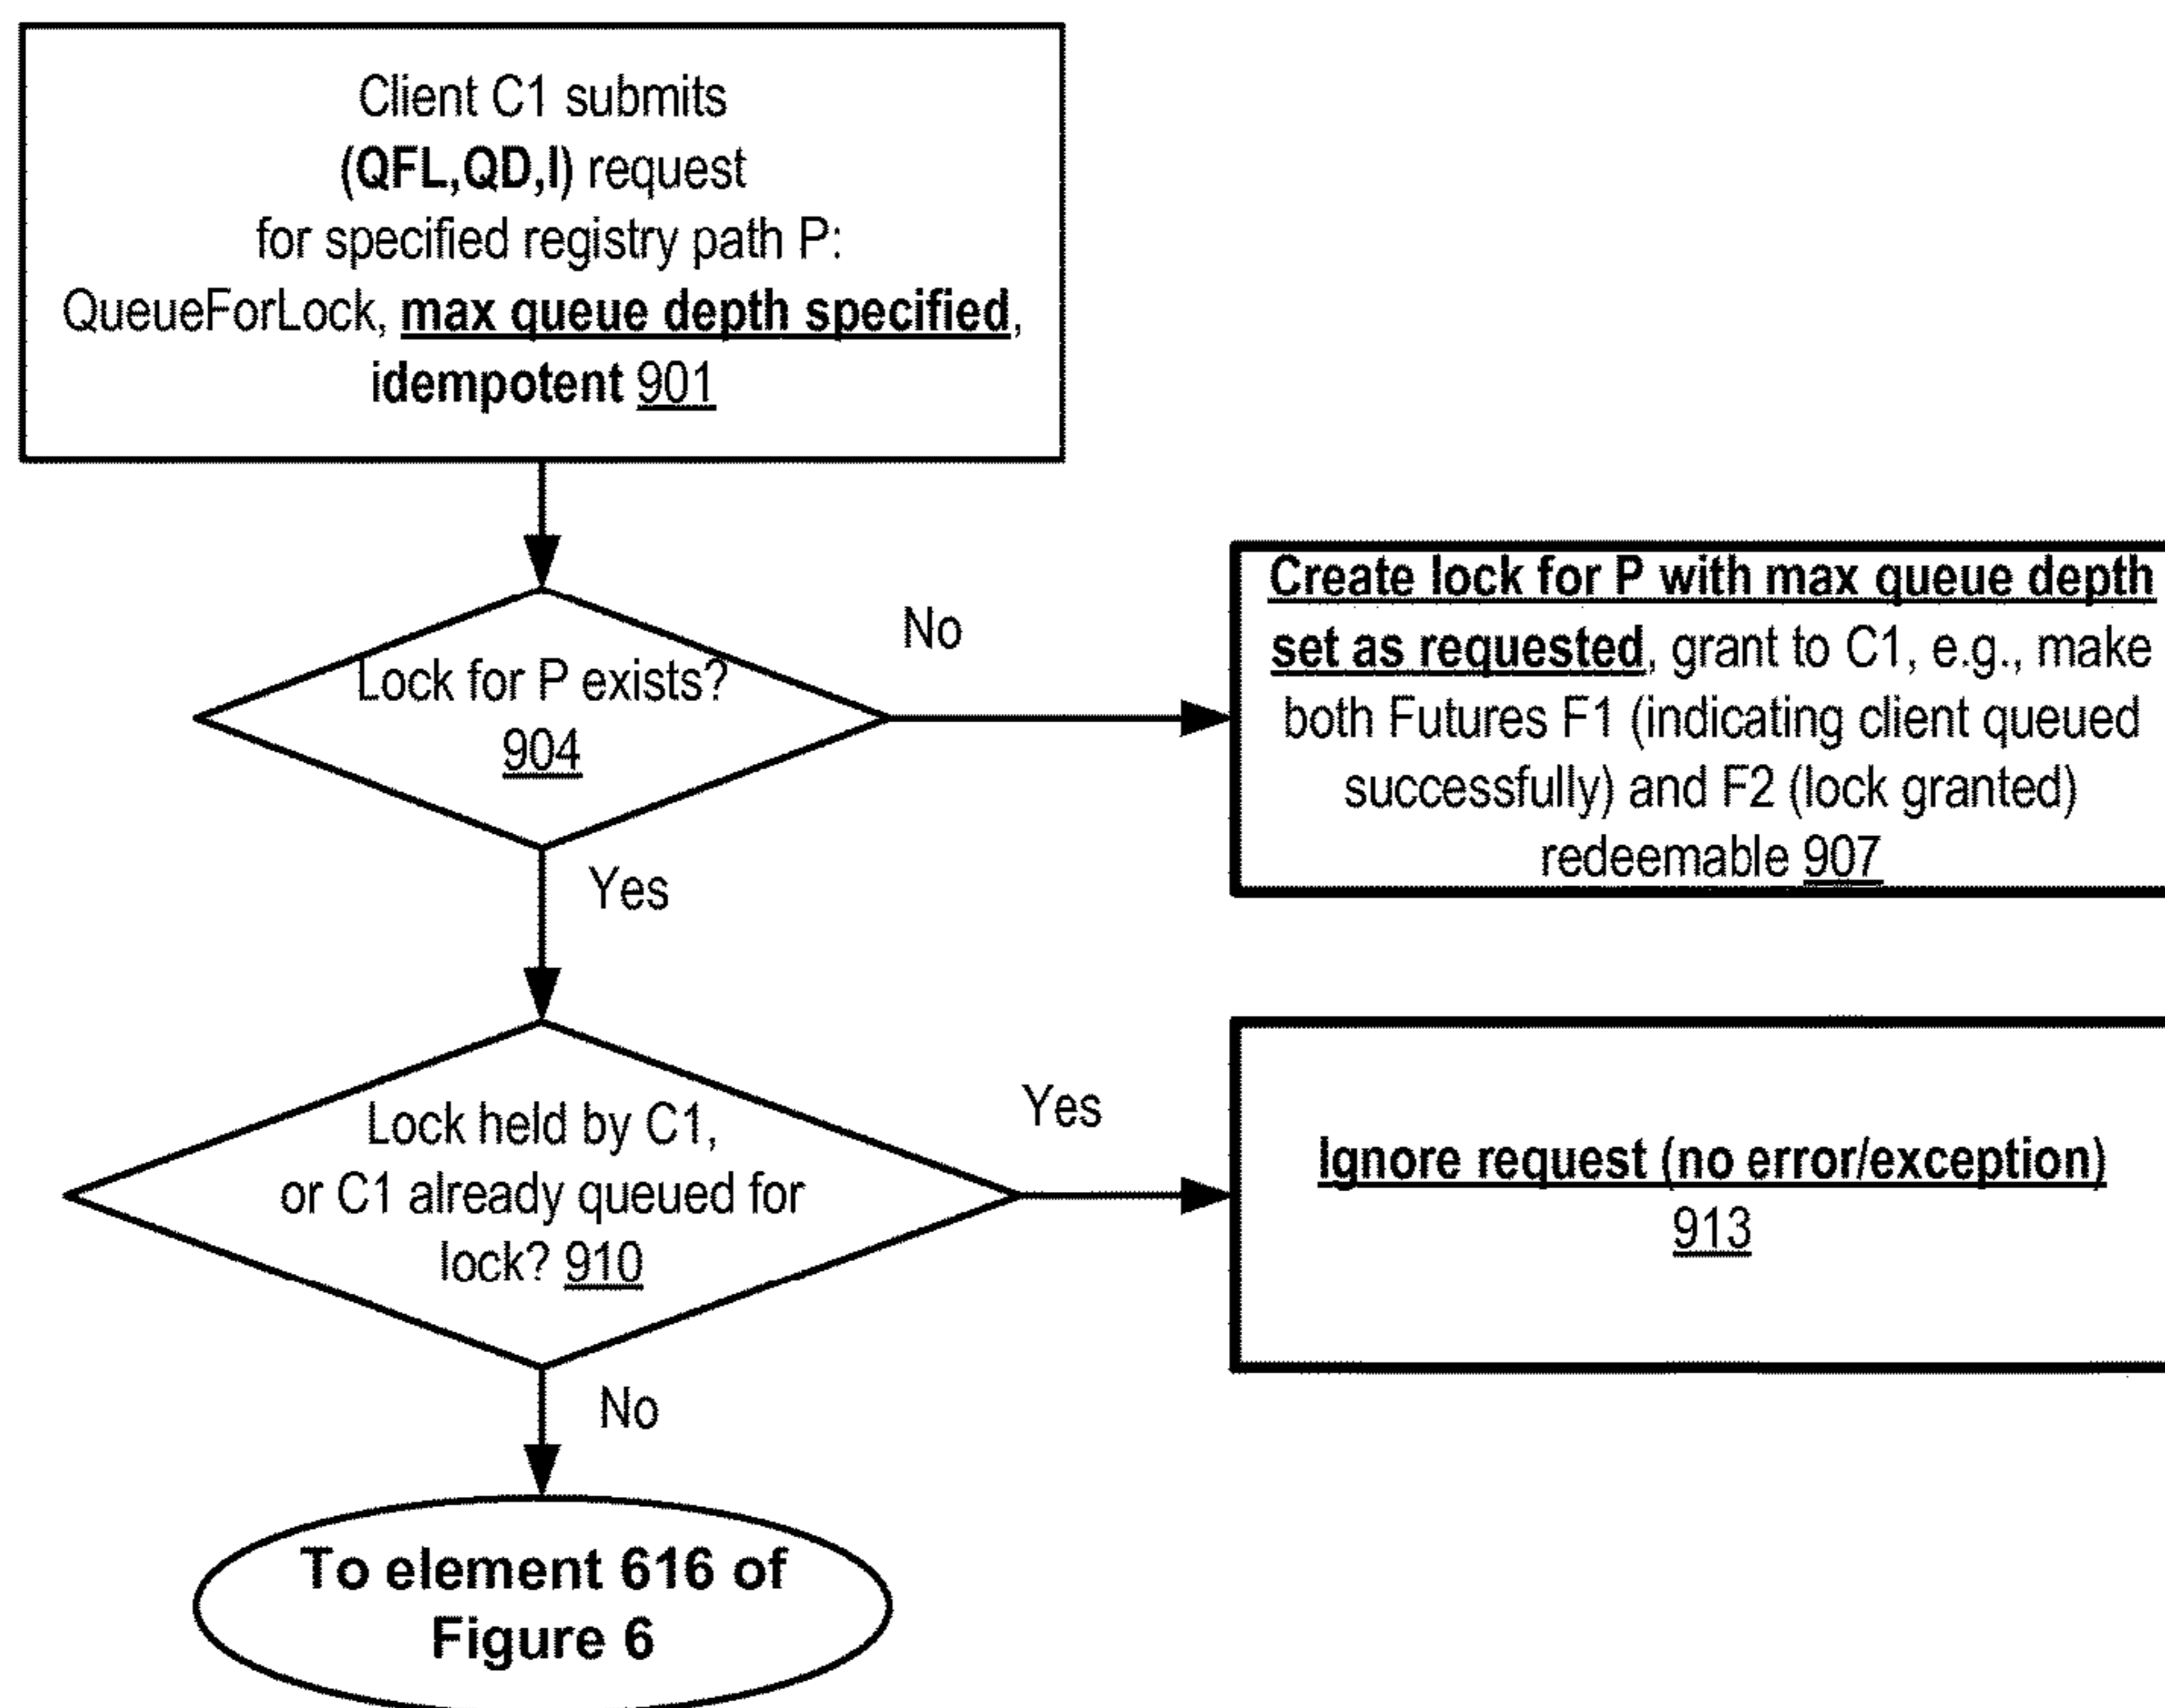 Client C1 submits
(QFL,QD,I) request
for specified registry path P:
QueueForLock, max queue depth specified,
idempotent 901
Lock for P exists?
904
No
Create lock for P with max queue depth
set as requested, grant to C1, e.g., make
both Futures F1 (indicating client queued
successfully) and F2 (lock granted)
redeemable 907
Yes
Lock held by C1,
or C1 already queued for
lock? 910
Yes
Ignore request (no error/exception)
913
No
To element 616 of
Figure 6